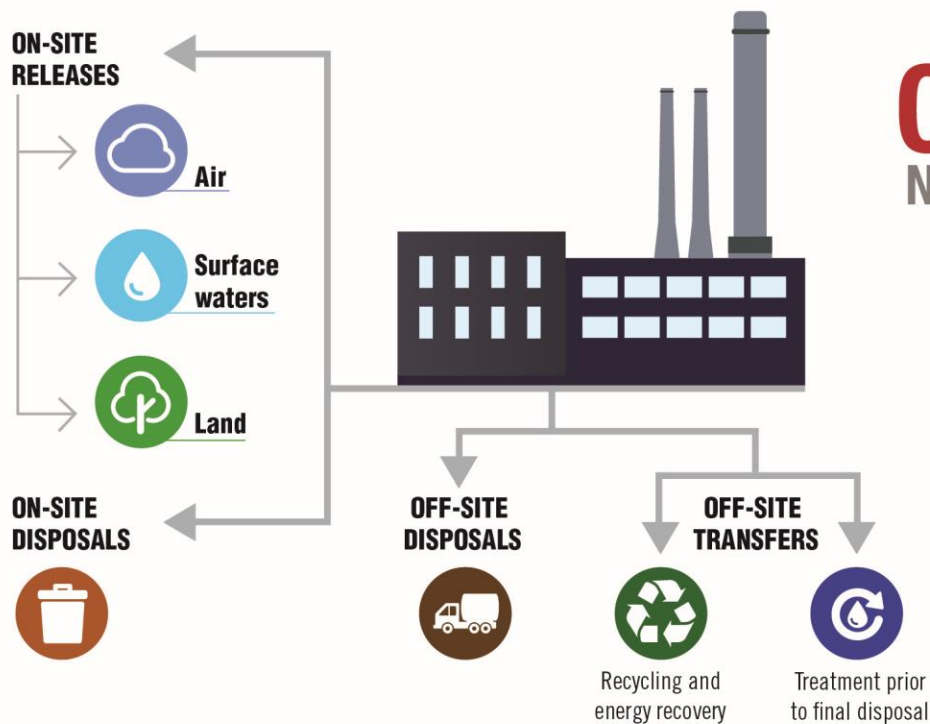 ON-SITE
RELEASES
Air
Surface
waters
Land
ON-SITE
DISPOSALS
OFF-SITE
DISPOSALS
OFF-SITE
TRANSFERS
Recycling and
energy recovery
Treatment prior
to final disposal